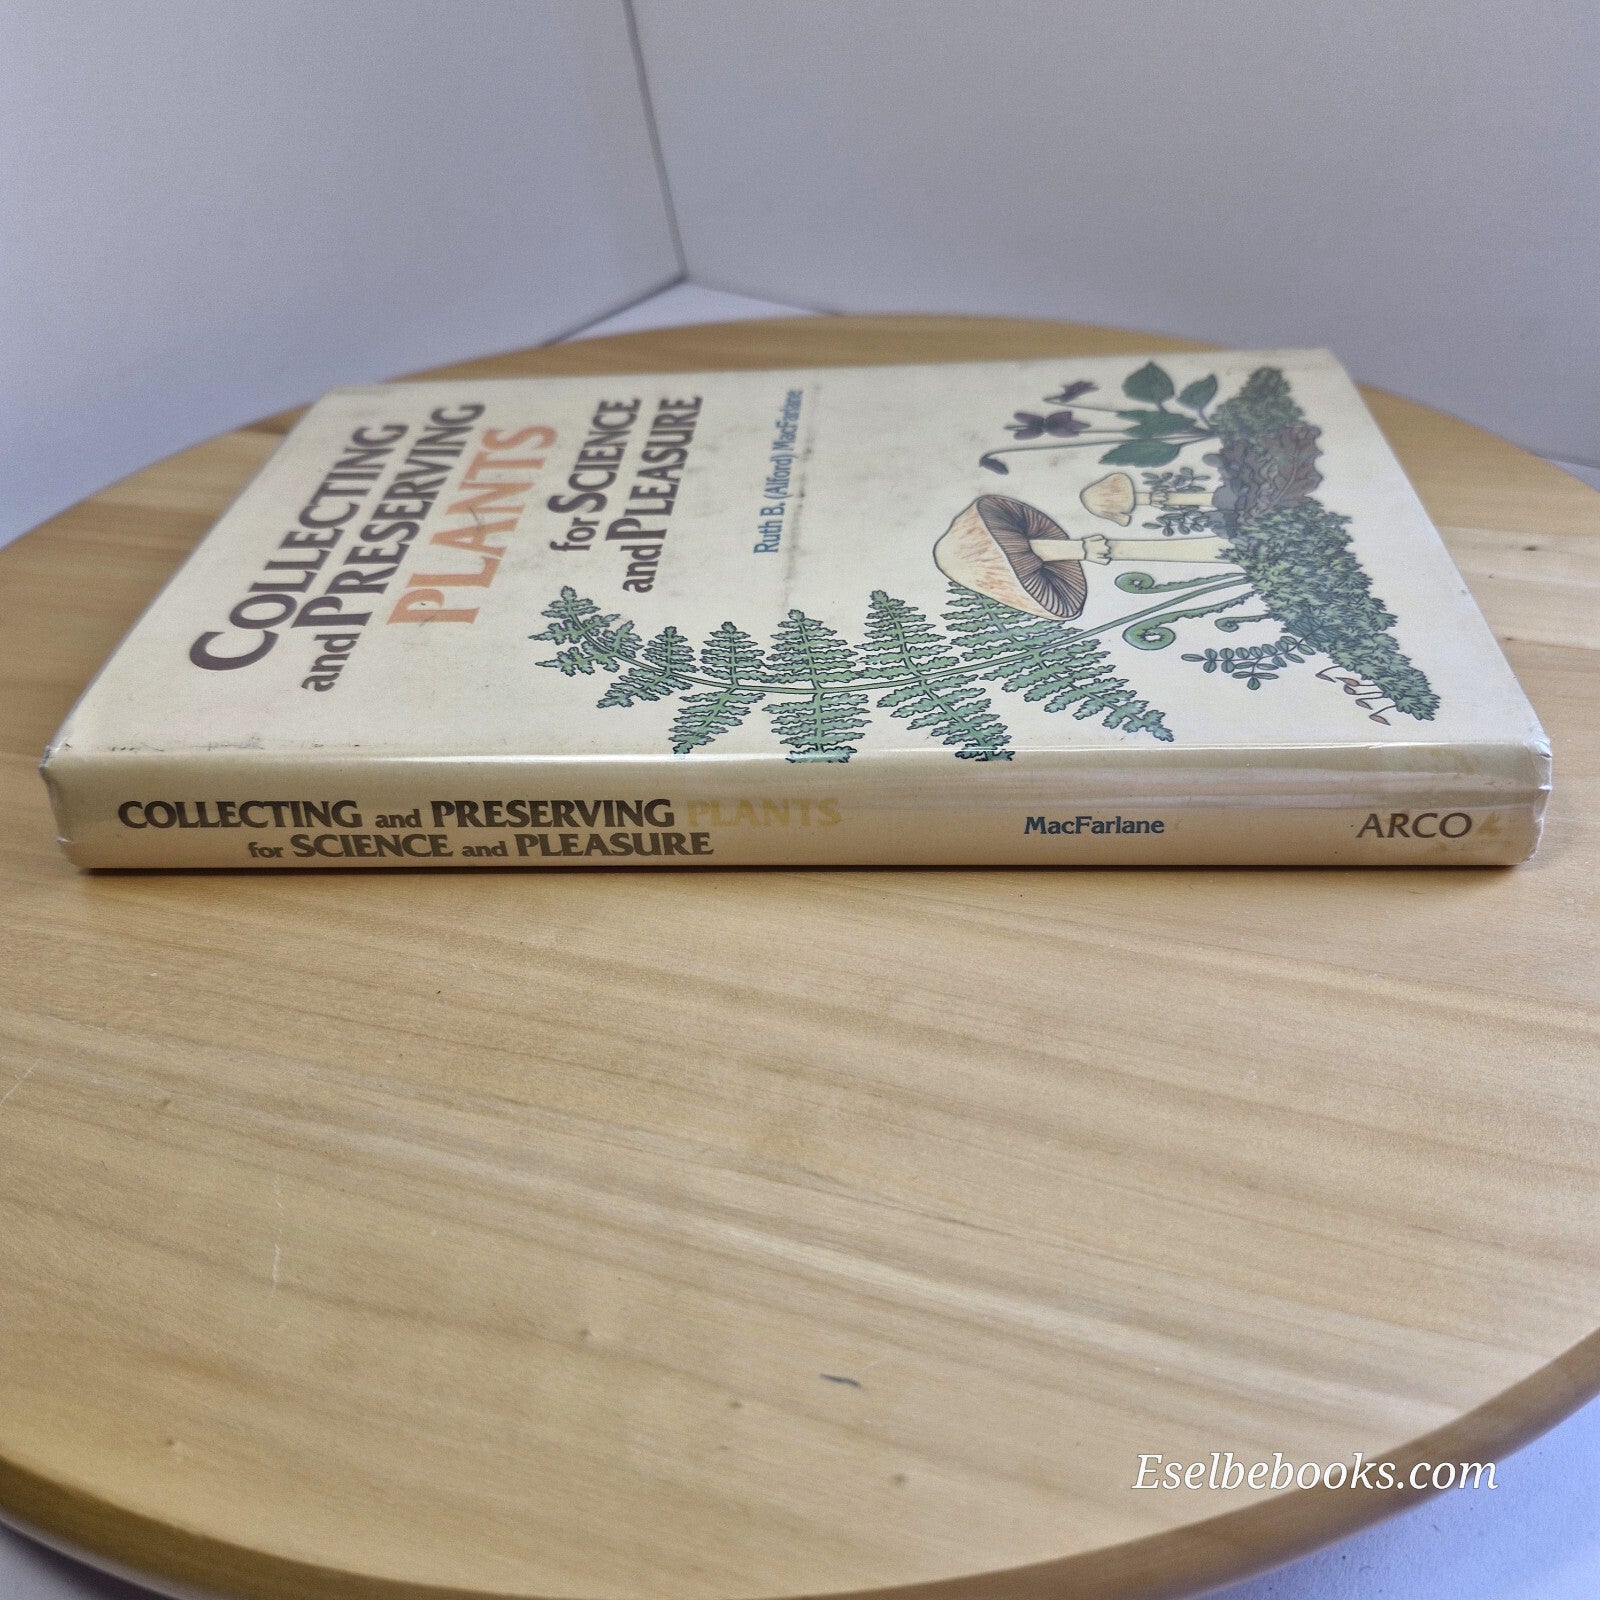 COLLECTING
and PRESERVING
PLANTS
for SCIENCE
and PLEASURE
Ruth B. (Alford) MacFarlane
COLLECTING and PRESERVING PLANTS
for SCIENCE and PLEASURE
MacFarlane
ARCO
Eselbebooks.com